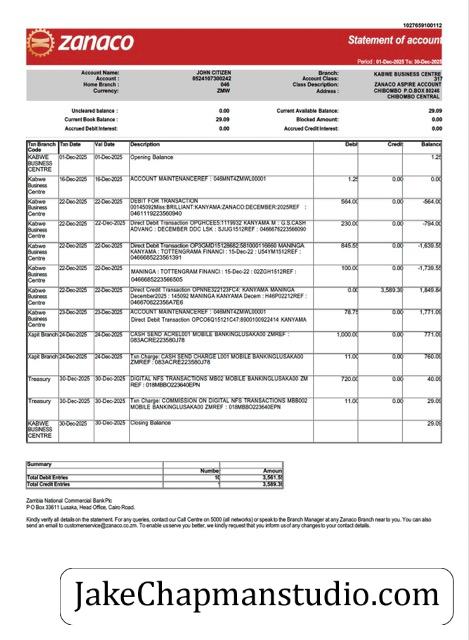 1027659100112
zanaco
Statement of account
Period : 01-Dec-2025 To: 30-Dec-2025
Account Name: JOHN CITIZEN Branch: KABWE BUSINESS CENTRE
Account : 0524107300242 Account Class: 317
Home Branch : 046 Class Description: ZANACO ASPIRE ACCOUNT
Currency: ZMW Address : CHIBOMBO P.O.BOX 80246
CHIBOMBO CENTRAL
Uncleared balance : 0.00 Current Available Balance: 29.09
Current Book Balance : 29.09 Blocked Amount: 0.00
Accrued Debit Interest: 0.00 Accrued Credit Interest: 0.00
Txn Branch Code Txn Date Val Date Description Debit Credit Balance
KABWE BUSINESS CENTRE 01-Dec-2025 01-Dec-2025 Opening Balance 1.25
Kabwe Business Centre 16-Dec-2025 16-Dec-2025 ACCOUNT MAINTENANCEREF : 046MNT4ZMWL00001 1.25 0.00 0.00
Kabwe Business Centre 22-Dec-2025 22-Dec-2025 DEBIT FOR TRANSACTION 564.00 0.00 -564.00
00145092Miss:BRILLIANT:KANYAMA:ZANACO:DECEMBER:2025REF :
0461119223560940
Kabwe Business Centre 22-Dec-2025 22-Dec-2025 Direct Debit Transaction 230.00 0.00 -794.00
ADVANC : DECEMBER DDC LSK :
Kabwe Business Centre 22-Dec-2025 22-Dec-2025 Direct Debit Transaction MANINGA 845.55 0.00 -1,639.55
KANYAMA : TOTTENGRAMA FINANCI : 15-Dec-22 : U54YM1512REF :
0466685223561391
Kabwe Business Centre 22-Dec-2025 22-Dec-2025 MANINGA : TOTTERGRAM FINANCI : 15-Dec-22 : 02ZGH1512REF : 100.00 0.00 -1,739.55
0466685223566505
Kabwe Business Centre 22-Dec-2025 22-Dec-2025 Direct Credit Transaction KANYAMA MANINGA 0.00 1,849.84
December2025 : 145092 MANINGA KANYAMA Decem : HI46P02212REF :
046670622356A7E6
Kabwe Business Centre 23-Dec-2025 23-Dec-2025 ACCOUNT MAINTENANCEREF : 046MNT4ZMWL00001 78.75 0.00 1,771.09
Direct Debit Transaction KANYAMA
Xapit Branch 24-Dec-2025 24-Dec-2025 CASH SEND ACREL001 MOBILE BANKINGLUSAKA00 ZMREF : 1,000.00 0.00 771.09
083ACRE223580J78
Xapit Branch 24-Dec-2025 24-Dec-2025 Txn Charge: CASH SEND CHARGE L001 MOBILE BANKINGLUSAKA00 11.00 0.00 760.09
ZMREF : 083ACRE223580J78
Treasury 30-Dec-2025 30-Dec-2025 DIGITAL NFS TRANSACTIONS MB02 MOBILE BANKINGLUSAKA00 ZM 720.00 0.00 40.09
REF : 018MBBO223640EPN
Treasury 30-Dec-2025 30-Dec-2025 Txn Charge: COMMISSION ON DIGITAL NFS TRANSACTIONS MBB002 11.00 0.00 29.09
MOBILE BANKINGLUSAKA00 ZMREF : 018MBBO223640EPN
KABWE BUSINESS CENTRE 30-Dec-2025 30-Dec-2025 Closing Balance 29.09
Summary
Number Amount
Total Debit Entries 10 3,561.55
Total Credit Entries 1 3,589.39
Zambia National Commercial Bank Plc
P O Box 33611 Lusaka, Head Office, Cairo Road.
Kindly verify all details on the statement. For any queries, contact our Call Centre on 5000 (all networks) or speak to the Branch Manager at any Zanaco Branch near to you. You can also
send an email to customerservice@zanaco.co.zm. To enable us serve you better, we kindly request that you inform us of any changes to your contact details.
JakeChapmanstudio.com